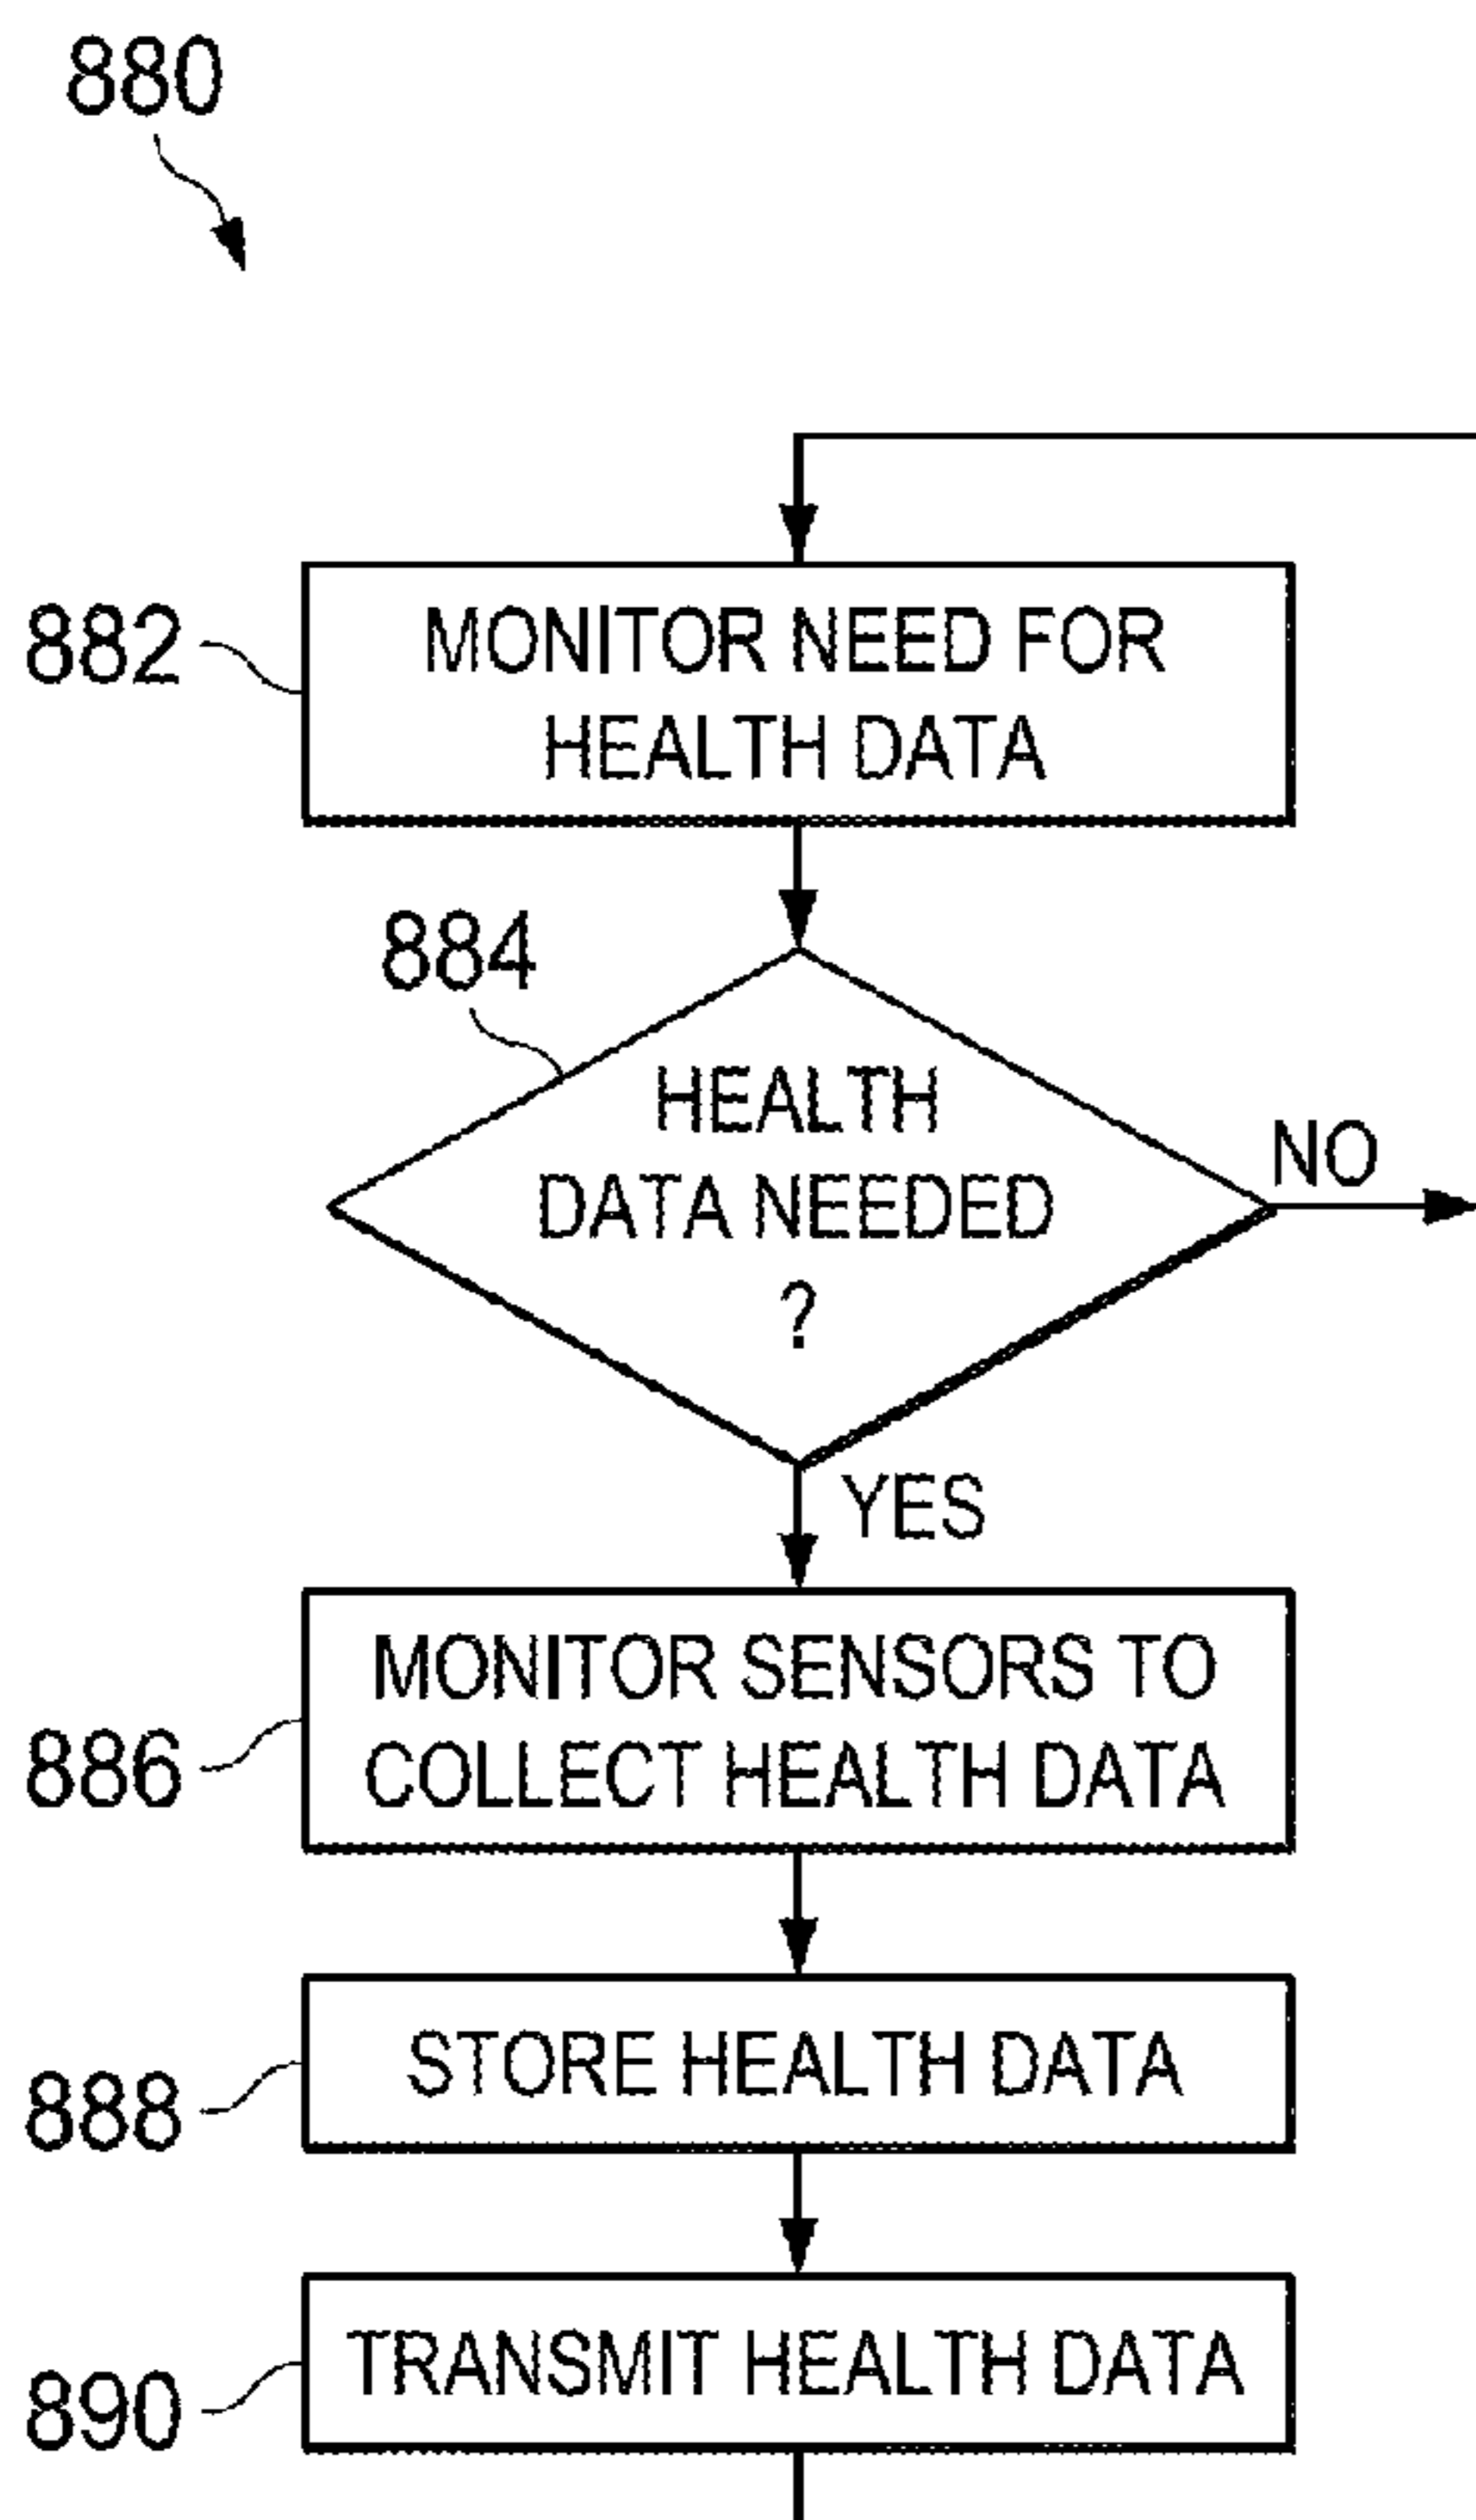 880
882
MONITOR NEED FOR
HEALTH DATA
884
HEALTH
DATA NEEDED
?
NO
YES
886
MONITOR SENSORS TO
COLLECT HEALTH DATA
888
STORE HEALTH DATA
890
TRANSMIT HEALTH DATA